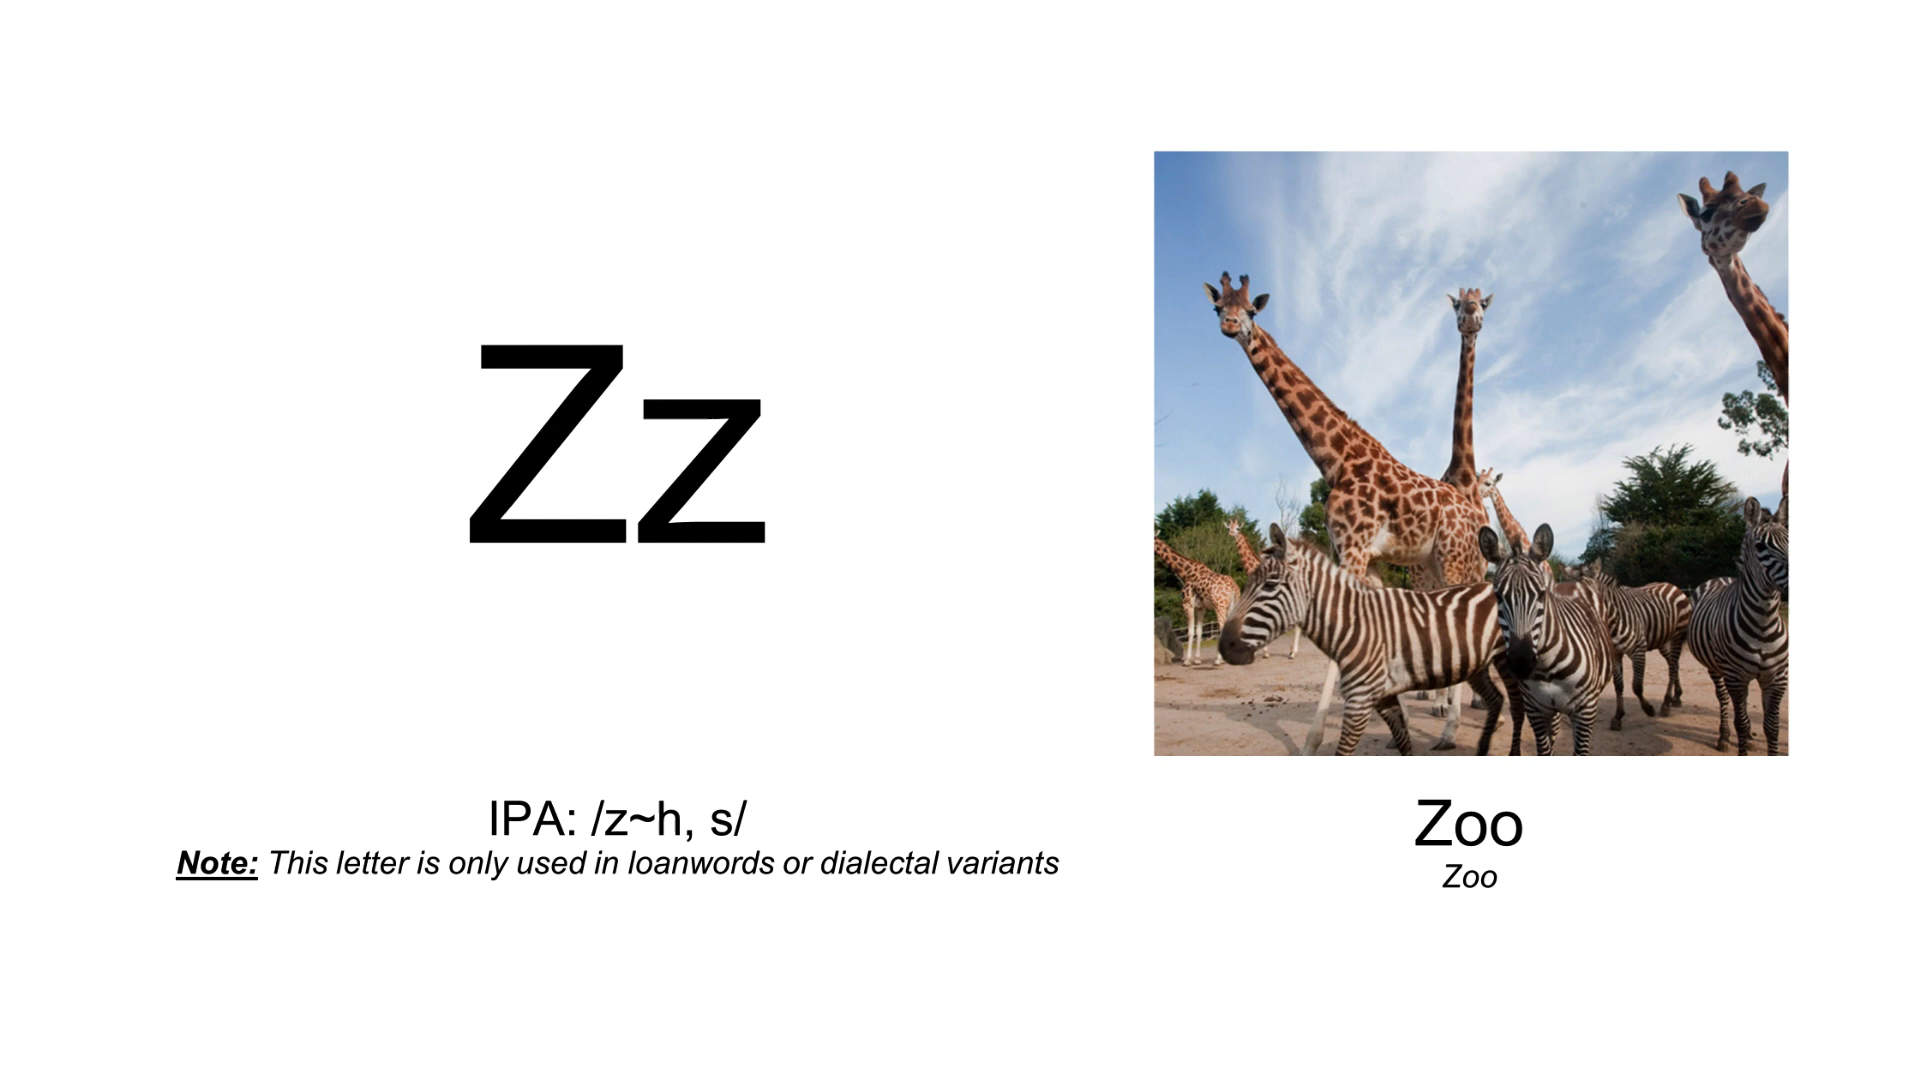 Zz
IPA: /z~h, s/
Note: This letter is only used in loanwords or dialectal variants
Zoo
Zoo